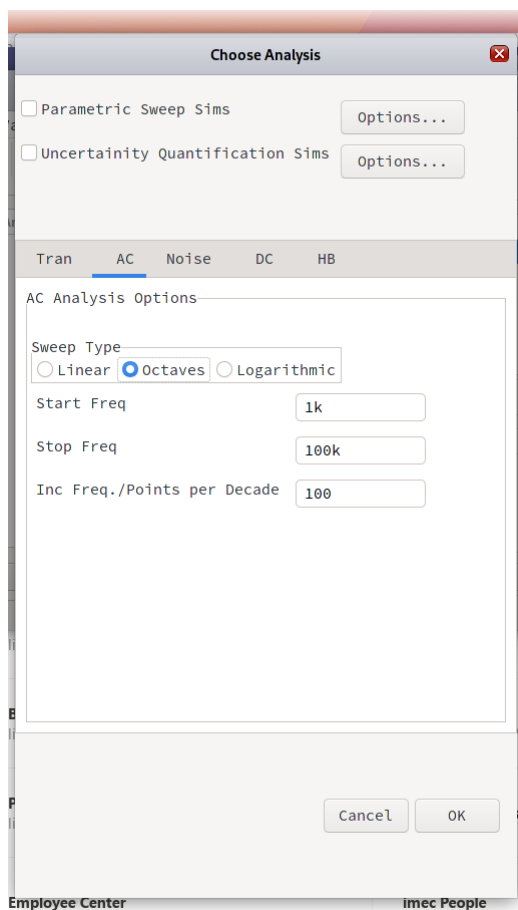 Choose Analysis
Parametric Sweep Sims
Options...
Uncertainity Quantification Sims
Options...
Tran AC Noise DC HB
AC Analysis Options
Sweep Type
Linear Octaves Logarithmic
Start Freq 1k
Stop Freq 100k
Inc Freq./Points per Decade 100
Cancel OK
Employee Center imec People